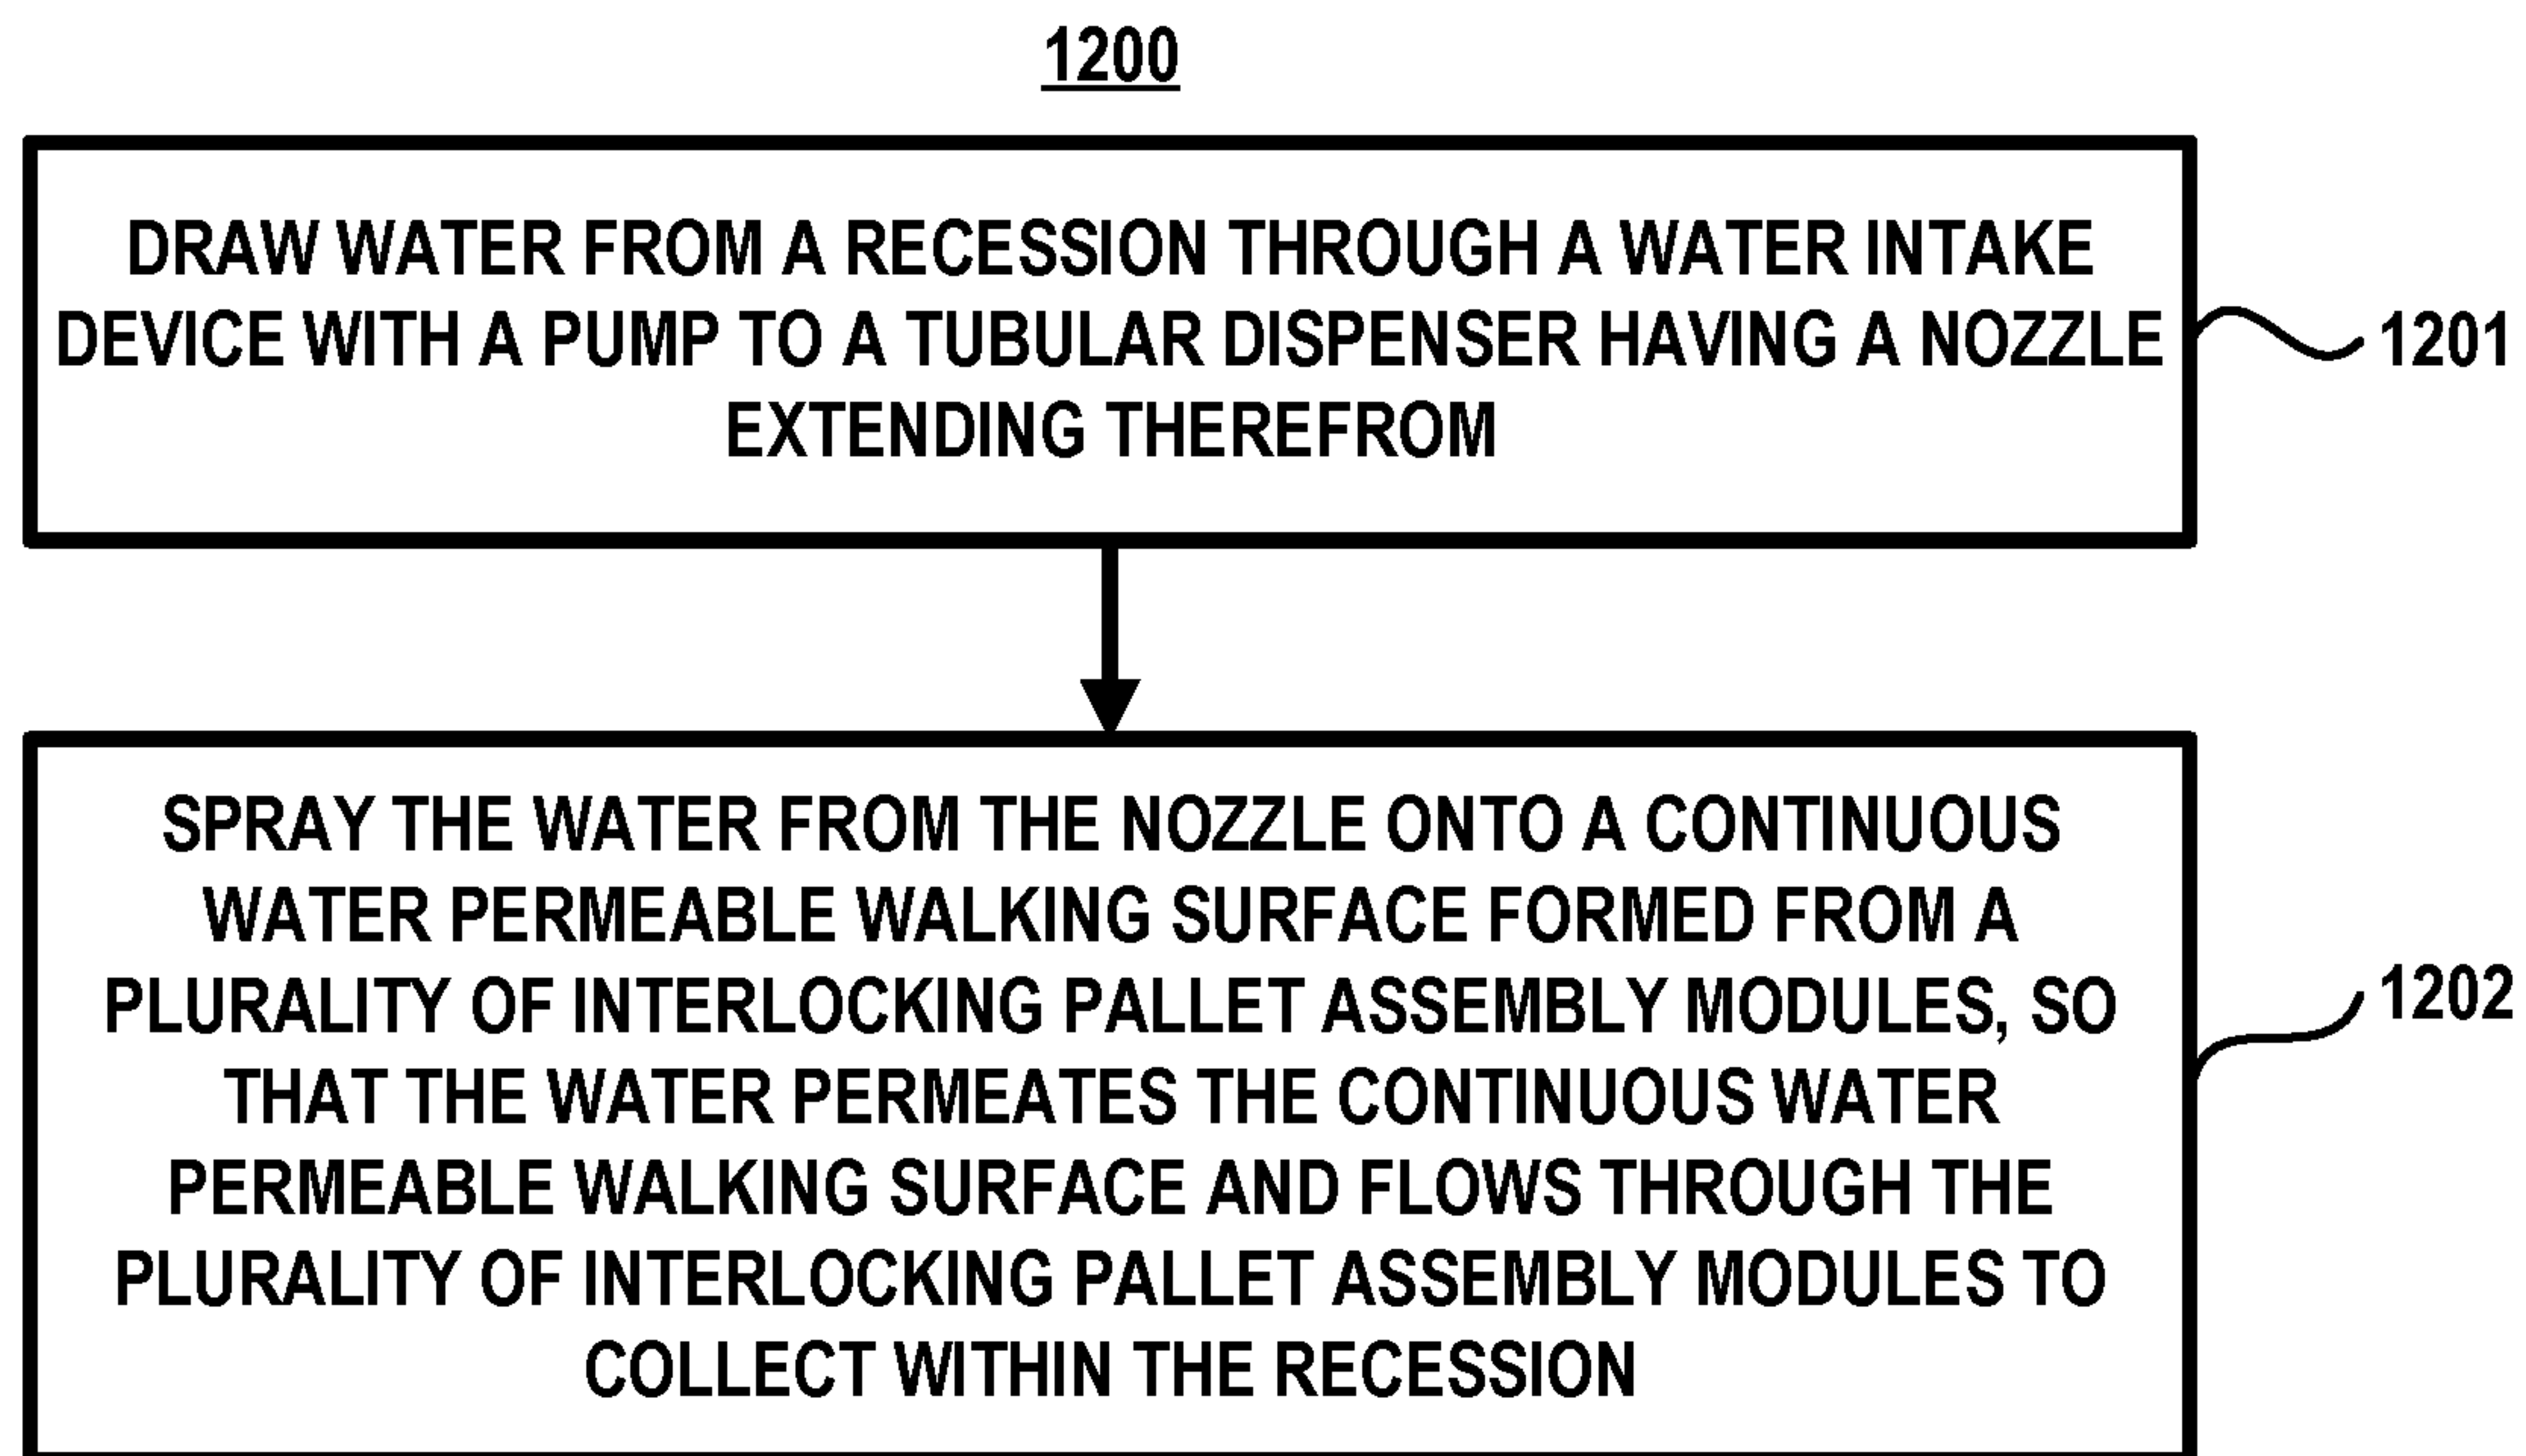 1200
DRAW WATER FROM A RECESSION THROUGH A WATER INTAKE
DEVICE WITH A PUMP TO A TUBULAR DISPENSER HAVING A NOZZLE
EXTENDING THEREFROM
1201
SPRAY THE WATER FROM THE NOZZLE ONTO A CONTINUOUS
WATER PERMEABLE WALKING SURFACE FORMED FROM A
PLURALITY OF INTERLOCKING PALLET ASSEMBLY MODULES, SO
THAT THE WATER PERMEATES THE CONTINUOUS WATER
PERMEABLE WALKING SURFACE AND FLOWS THROUGH THE
PLURALITY OF INTERLOCKING PALLET ASSEMBLY MODULES TO
COLLECT WITHIN THE RECESSION
1202